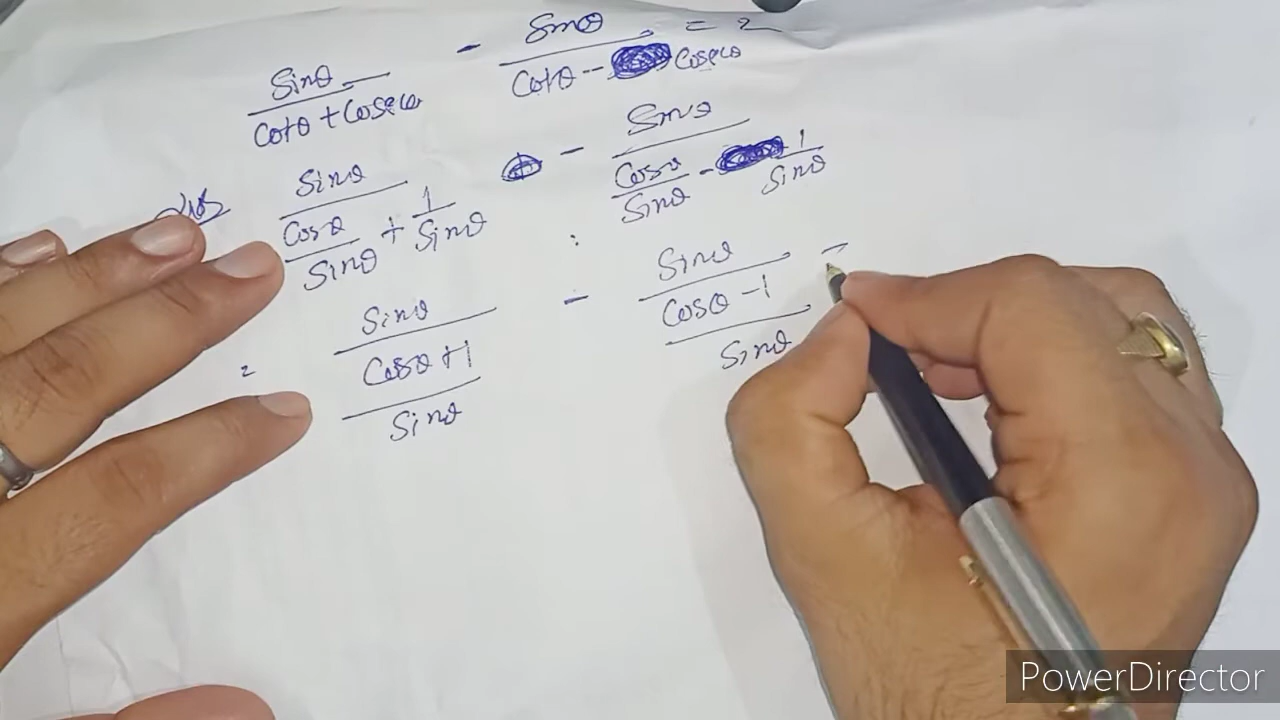 Sinθ / Cotθ + Cosecθ - Sinθ / Cotθ - Cosecθ = 2
Sinθ / (Cosθ / Sinθ + 1 / Sinθ) - Sinθ / (Cosθ / Sinθ - 1 / Sinθ)
= Sinθ / (Cosθ + 1 / Sinθ) - Sinθ / (Cosθ - 1 / Sinθ) =
PowerDirector